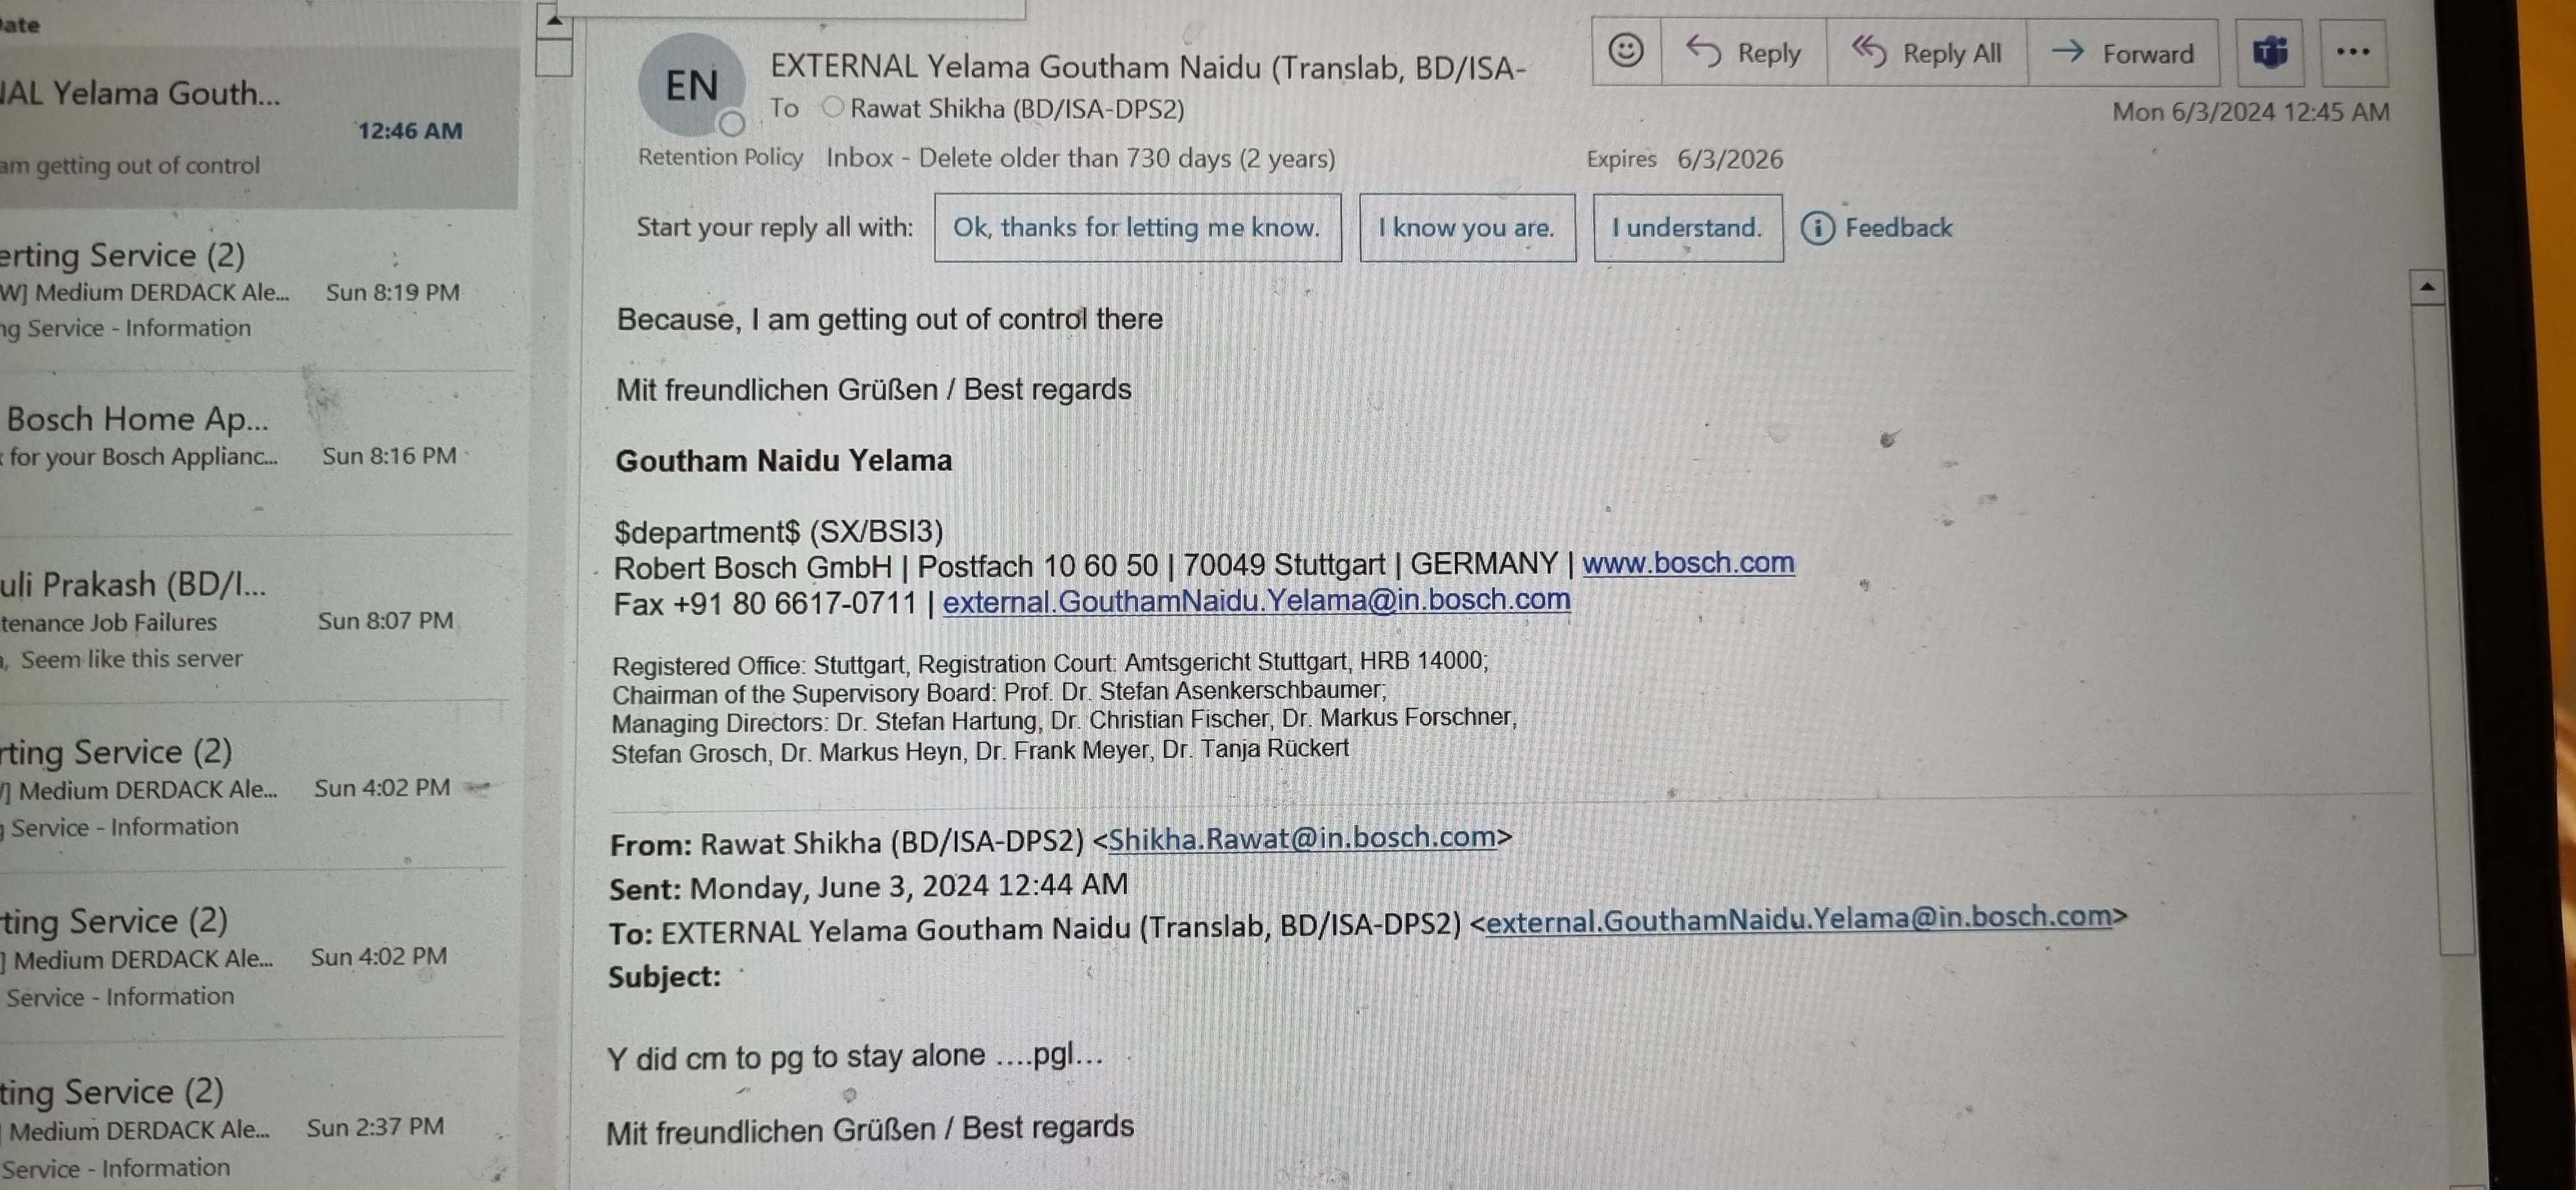 ate
AL Yelama Gouth...
12:46 AM
am getting out of control
erting Service (2)
W] Medium DERDACK Ale... Sun 8:19 PM
ng Service - Information
Bosch Home Ap...
for your Bosch Applianc... Sun 8:16 PM
uli Prakash (BD/I...
tenance Job Failures Sun 8:07 PM
, Seem like this server
rting Service (2)
] Medium DERDACK Ale... Sun 4:02 PM
g Service - Information
ting Service (2)
] Medium DERDACK Ale... Sun 4:02 PM
Service - Information
ting Service (2)
Medium DERDACK Ale... Sun 2:37 PM
Service - Information
EN
EXTERNAL Yelama Goutham Naidu (Translab, BD/ISA-
Reply
Reply All
Forward
To Rawat Shikha (BD/ISA-DPS2)
Mon 6/3/2024 12:45 AM
Retention Policy Inbox - Delete older than 730 days (2 years) Expires 6/3/2026
Start your reply all with: Ok, thanks for letting me know. I know you are. I understand. Feedback
Because, I am getting out of control there
Mit freundlichen Grüßen / Best regards
Goutham Naidu Yelama
$department$ (SX/BSI3)
Robert Bosch GmbH | Postfach 10 60 50 | 70049 Stuttgart | GERMANY | www.bosch.com
Fax +91 80 6617-0711 | external.GouthamNaidu.Yelama@in.bosch.com
Registered Office: Stuttgart, Registration Court: Amtsgericht Stuttgart, HRB 14000;
Chairman of the Supervisory Board: Prof. Dr. Stefan Asenkerschbaumer;
Managing Directors: Dr. Stefan Hartung, Dr. Christian Fischer, Dr. Markus Forschner,
Stefan Grosch, Dr. Markus Heyn, Dr. Frank Meyer, Dr. Tanja Rückert
From: Rawat Shikha (BD/ISA-DPS2) <Shikha.Rawat@in.bosch.com>
Sent: Monday, June 3, 2024 12:44 AM
To: EXTERNAL Yelama Goutham Naidu (Translab, BD/ISA-DPS2) <external.GouthamNaidu.Yelama@in.bosch.com>
Subject:
Y did cm to pg to stay alone ....pgl...
Mit freundlichen Grüßen / Best regards